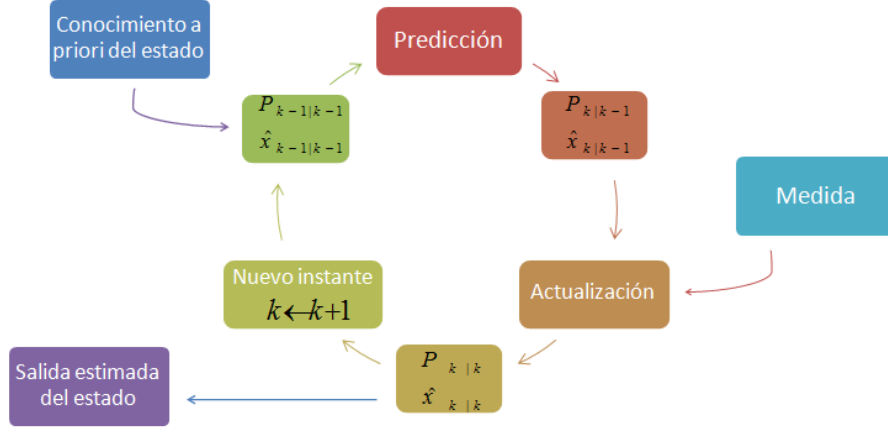 Conocimiento a
priori del estado
Predicción
P k−1|k−1
x̂ k−1|k−1
P k|k−1
x̂ k|k−1
Medida
Nuevo instante
k←k+1
Actualización
P k|k
x̂ k|k
Salida estimada
del estado